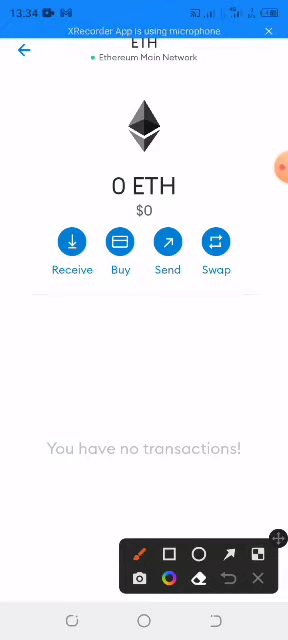 13:34
XRecorder App is using microphone
ETH
Ethereum Main Network
0 ETH
$0
Receive
Buy
Send
Swap
You have no transactions!